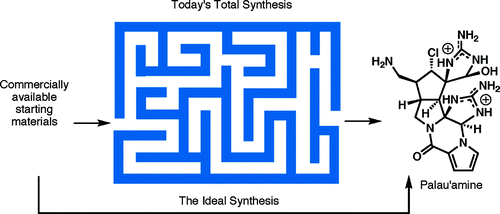 Today's Total Synthesis
Commercially
available
starting
materials
The Ideal Synthesis
NH2
HN
NH
Cl
OH
H2N
H
H
HN
NH2
NH
N
N
H
O
Palau'amine